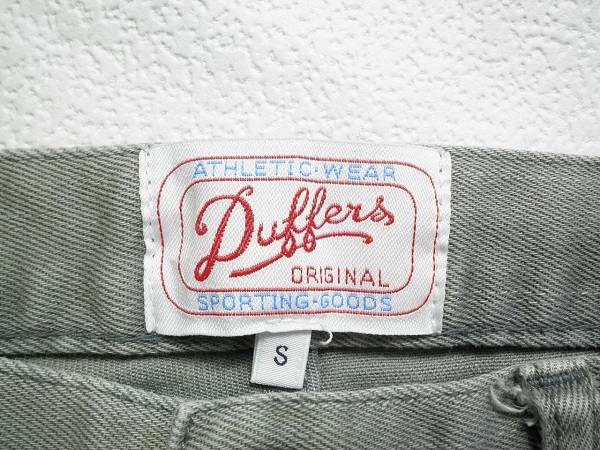 ATHLETIC·WEAR
Duffers
ORIGINAL
SPORTING-GOODS
S